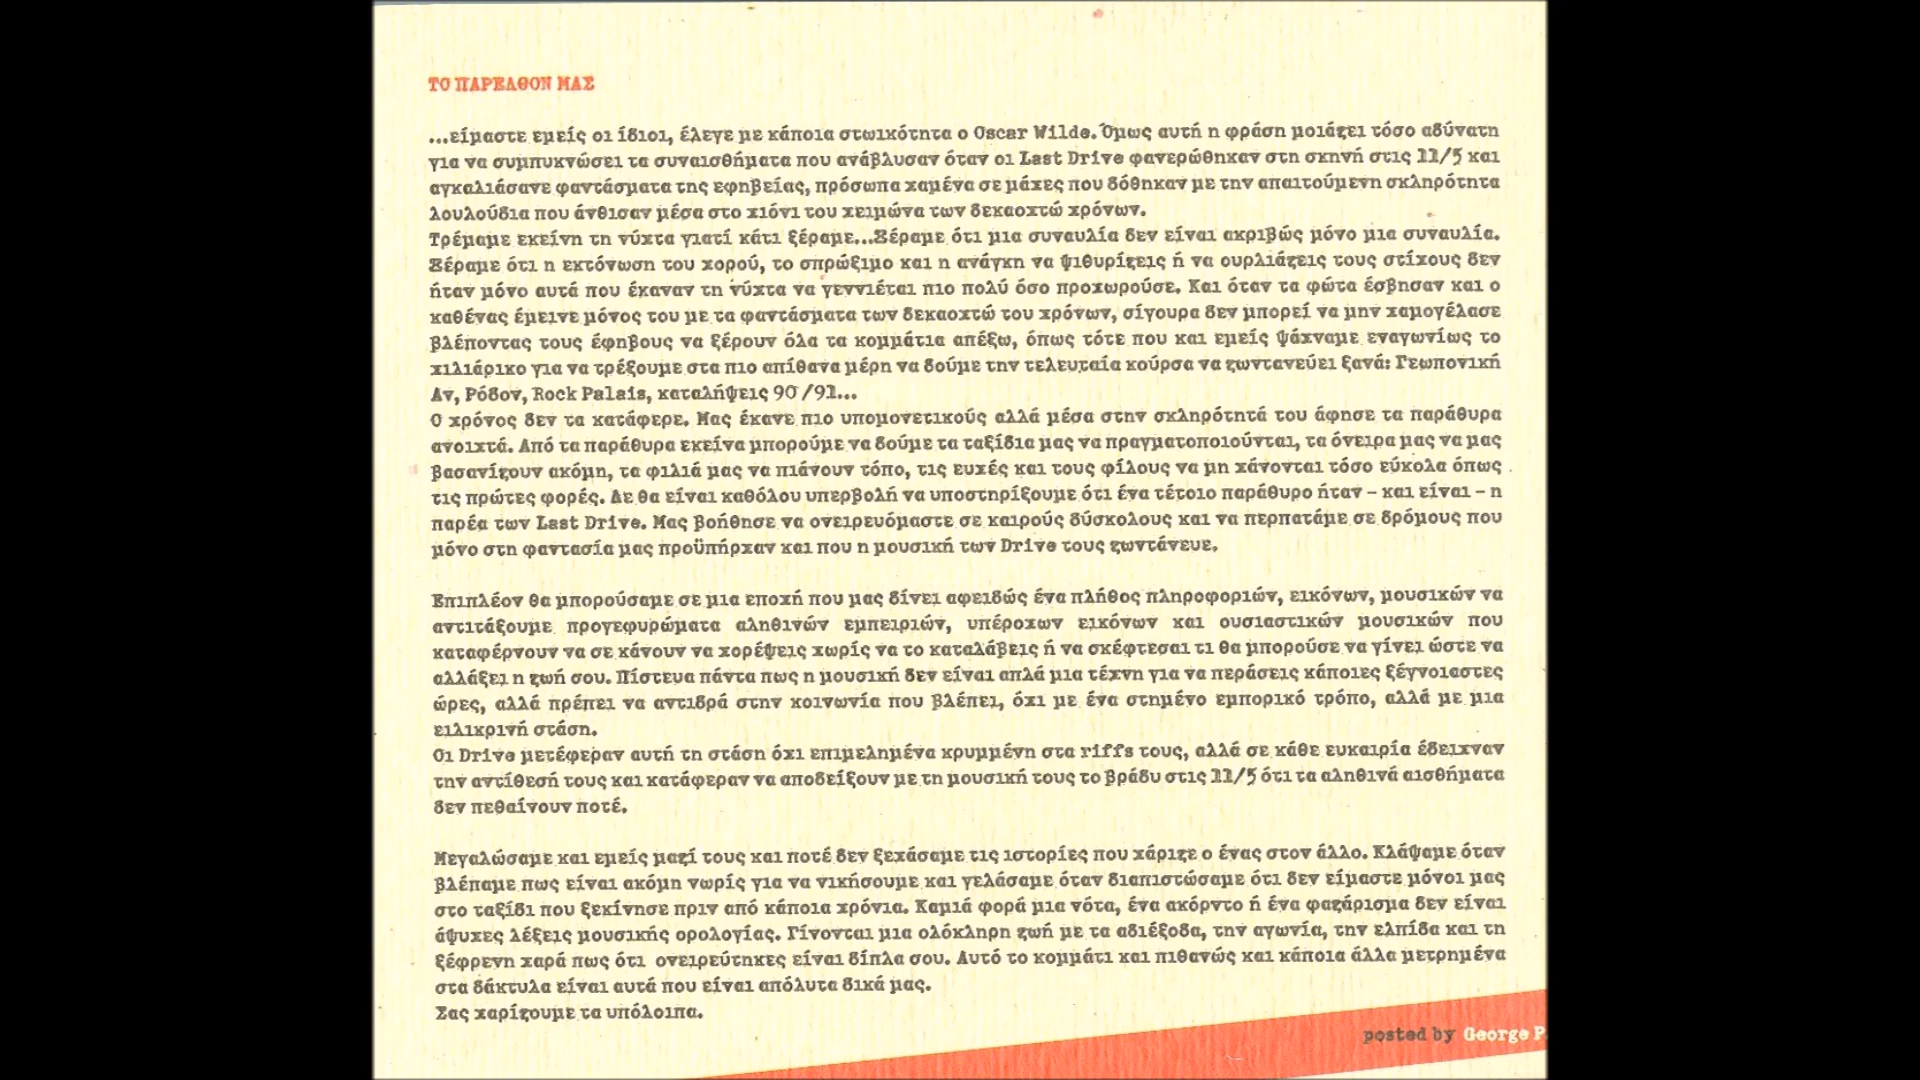 ΤΟ ΠΑΡΕΛΘΟΝ ΜΑΣ
...είμαστε εμείς οι ίδιοι, έλεγε με κάποια στωικότητα ο Oscar Wilde. Όμως αυτή η φράση μοιάζει τόσο αδύνατη
για να συμπυκνώσει τα συναισθήματα που ανάβλυσαν όταν οι Last Drive φανερώθηκαν στη σκηνή στις 11/5 και
αγκαλιάσανε φαντάσματα της εφηβείας, πρόσωπα χαμένα σε μάχες που δόθηκαν με την απαιτούμενη σκληρότητα
λουλούδια που άνθισαν μέσα στο χιόνι του χειμώνα των δεκαοχτώ χρόνων.
Τρέμαμε εκείνη τη νύχτα γιατί κάτι ξέραμε...Ξέραμε ότι μια συναυλία δεν είναι ακριβώς μόνο μια συναυλία.
Ξέραμε ότι η εκτόνωση του χορού, το σπρώξιμο και η ανάγκη να ψιθυρίζεις ή να ουρλιάζεις τους στίχους δεν
ήταν μόνο αυτά που έκαναν τη νύχτα να γεννιέται πιο πολύ όσο προχωρούσε. Και όταν τα φώτα έσβησαν και ο
καθένας έμεινε μόνος του με τα φαντάσματα των δεκαοχτώ του χρόνων, σίγουρα δεν μπορεί να μην χαμογέλασε
βλέποντας τους έφηβους να ξέρουν όλα τα κομμάτια απέξω, όπως τότε που και εμείς ψάχναμε εναγωνίως το
χιλιάρικο για να τρέξουμε στα πιο απίθανα μέρη να δούμε την τελευταία κούρσα να ζωντανεύει ξανά: Γεωπονική
Αν, Ρόδον, Rock Palais, καταλήψεις 90/91...
Ο χρόνος δεν τα κατάφερε. Μας έκανε πιο υπομονετικούς αλλά μέσα στην σκληρότητά του άφησε τα παράθυρα
ανοιχτά. Από τα παράθυρα εκείνα μπορούμε να δούμε τα ταξίδια μας να πραγματοποιούνται, τα όνειρα μας να μας
βασανίζουν ακόμη, τα φιλιά μας να πιάνουν τόπο, τις ευχές και τους φίλους να μη χάνονται τόσο εύκολα όπως
τις πρώτες φορές. Δε θα είναι καθόλου υπερβολή να υποστηρίξουμε ότι ένα τέτοιο παράθυρο ήταν – και είναι – η
παρέα των Last Drive. Μας βοήθησε να ονειρευόμαστε σε καιρούς δύσκολους και να περπατάμε σε δρόμους που
μόνο στη φαντασία μας προϋπήρχαν και που η μουσική των Drive τους ζωντάνευε.
Επιπλέον θα μπορούσαμε σε μια εποχή που μας δίνει αφειδώς ένα πλήθος πληροφοριών, εικόνων, μουσικών να
αντιτάξουμε προγεφυρώματα αληθινών εμπειριών, υπέροχων εικόνων και ουσιαστικών μουσικών που
καταφέρνουν να σε κάνουν να χορέψεις χωρίς να το καταλάβεις ή να σκέφτεσαι τι θα μπορούσε να γίνει ώστε να
αλλάξει η ζωή σου. Πίστευα πάντα πως η μουσική δεν είναι απλά μια τέχνη για να περάσεις κάποιες ξέγνοιαστες
ώρες, αλλά πρέπει να αντιδρά στην κοινωνία που βλέπει, όχι με ένα στημένο εμπορικό τρόπο, αλλά με μια
ειλικρινή στάση.
Οι Drive μετέφεραν αυτή τη στάση όχι επιμελημένα κρυμμένη στα riffs τους, αλλά σε κάθε ευκαιρία έδειχναν
την αντίθεσή τους και κατάφεραν να αποδείξουν με τη μουσική τους το βράδυ στις 11/5 ότι τα αληθινά αισθήματα
δεν πεθαίνουν ποτέ.
Μεγαλώσαμε και εμείς μαζί τους και ποτέ δεν ξεχάσαμε τις ιστορίες που χάριζε ο ένας στον άλλο. Κλάψαμε όταν
βλέπαμε πως είναι ακόμη νωρίς για να νικήσουμε και γελάσαμε όταν διαπιστώσαμε ότι δεν είμαστε μόνοι μας
στο ταξίδι που ξεκίνησε πριν από κάποια χρόνια. Καμιά φορά μια νότα, ένα ακόρντο ή ένα φαζάρισμα δεν είναι
άψυχες λέξεις μουσικής ορολογίας. Γίνονται μια ολόκληρη ζωή με τα αδιέξοδα, την αγωνία, την ελπίδα και τη
ξέφρενη χαρά πως ότι ονειρεύτηκες είναι δίπλα σου. Αυτό το κομμάτι και πιθανώς και κάποια άλλα μετρημένα
στα δάκτυλα είναι αυτά που είναι απόλυτα δικά μας.
Σας χαρίζουμε τα υπόλοιπα.
posted by George P